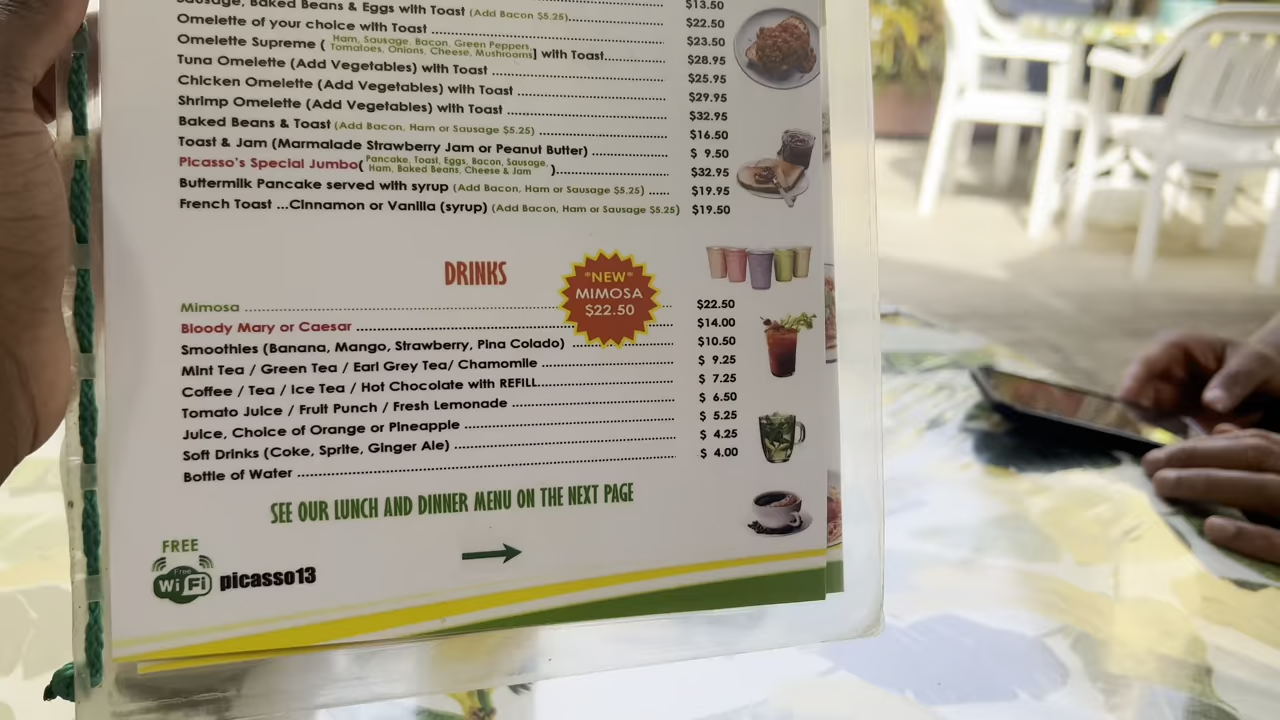 $13.50
Sausage, Baked Beans & Eggs with Toast (Add Bacon $5.25) $22.50
Omelette of your choice with Toast $23.50
Omelette Supreme ( Ham, Sausage, Bacon, Green Peppers, Tomatoes, Onions, Cheese, Mushrooms ] with Toast $28.95
Tuna Omelette (Add Vegetables) with Toast $25.95
Chicken Omelette (Add Vegetables) with Toast $29.95
Shrimp Omelette (Add Vegetables) with Toast $32.95
Baked Beans & Toast (Add Bacon, Ham or Sausage $5.25) $16.50
Toast & Jam (Marmalade Strawberry Jam or Peanut Butter) $ 9.50
Picasso's Special Jumbo( Pancake, Toast, Eggs, Bacon, Sausage, Ham, Baked Beans, Cheese & Jam ) $32.95
Buttermilk Pancake served with syrup (Add Bacon, Ham or Sausage $5.25) $19.95
French Toast ...Cinnamon or Vanilla (syrup) (Add Bacon, Ham or Sausage $5.25) $19.50
DRINKS
"NEW"
MIMOSA
$22.50
Mimosa $22.50
Bloody Mary or Caesar $14.00
Smoothies (Banana, Mango, Strawberry, Pina Colado) $10.50
Mint Tea / Green Tea / Earl Grey Tea/ Chamomile $ 9.25
Coffee / Tea / Ice Tea / Hot Chocolate with REFILL $ 7.25
Tomato Juice / Fruit Punch / Fresh Lemonade $ 6.50
Juice, Choice of Orange or Pineapple $ 5.25
Soft Drinks (Coke, Sprite, Ginger Ale) $ 4.25
Bottle of Water $ 4.00
SEE OUR LUNCH AND DINNER MENU ON THE NEXT PAGE
FREE
Free
WiFi picasso13